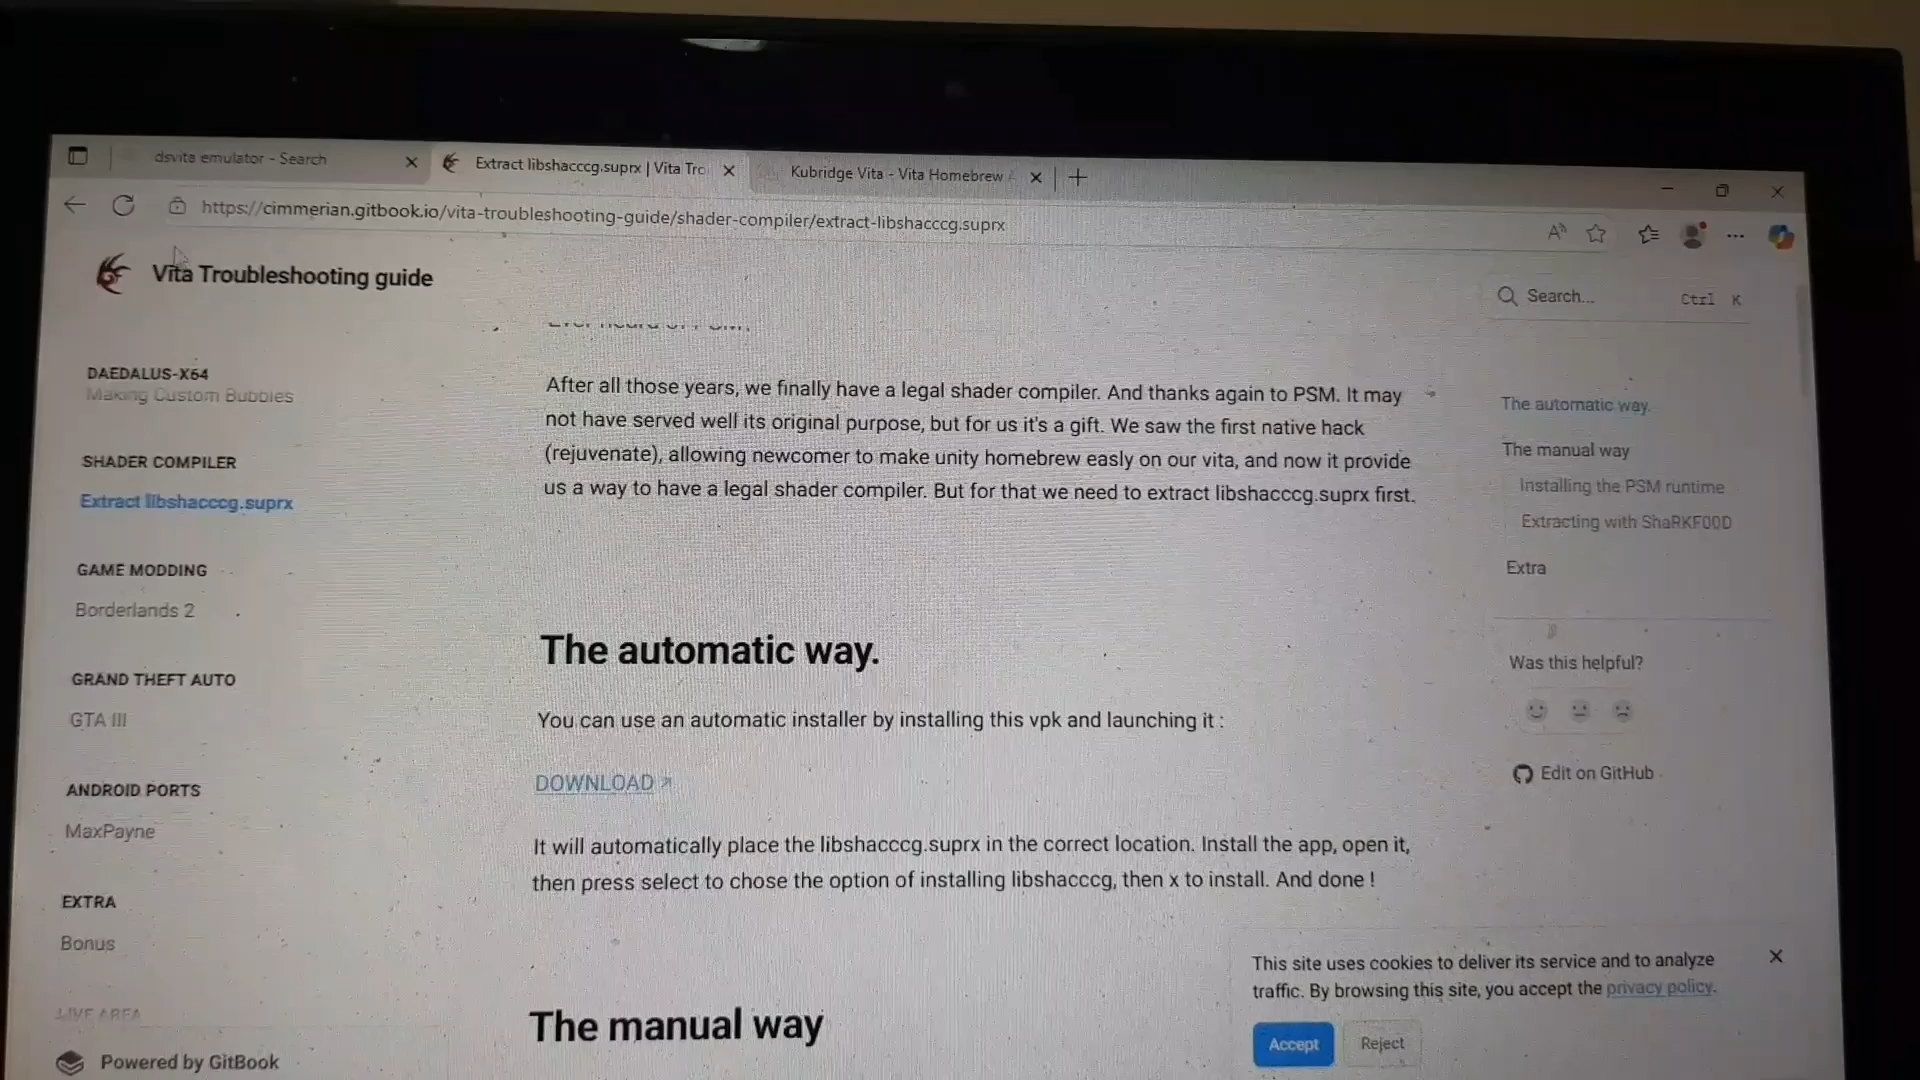 dsvita emulator - Search
Extract libshacccg.suprx | Vita Tro
Kubridge Vita - Vita Homebrew
https://cimmerian.gitbook.io/vita-troubleshooting-guide/shader-compiler/extract-libshacccg.suprx
Vita Troubleshooting guide
Search...
Ctrl K
DAEDALUS-X64
Making Custom Bubbles
SHADER COMPILER
Extract libshacccg.suprx
GAME MODDING
Borderlands 2
GRAND THEFT AUTO
GTA III
ANDROID PORTS
MaxPayne
EXTRA
Bonus
LIVE AREA
Powered by GitBook
After all those years, we finally have a legal shader compiler. And thanks again to PSM. It may
not have served well its original purpose, but for us it's a gift. We saw the first native hack
(rejuvenate), allowing newcomer to make unity homebrew easly on our vita, and now it provide
us a way to have a legal shader compiler. But for that we need to extract libshacccg.suprx first.
The automatic way.
You can use an automatic installer by installing this vpk and launching it :
DOWNLOAD
It will automatically place the libshacccg.suprx in the correct location. Install the app, open it,
then press select to chose the option of installing libshacccg, then x to install. And done !
The manual way
The automatic way.
The manual way
Installing the PSM runtime
Extracting with ShaRKF00D
Extra
Was this helpful?
Edit on GitHub
This site uses cookies to deliver its service and to analyze
traffic. By browsing this site, you accept the privacy policy.
Accept
Reject